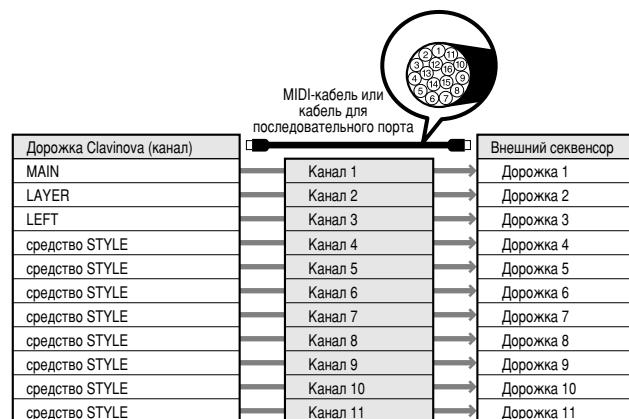 2 1 11
3 12 16 10
4 13 9
14 15
5 8
6 7
MIDI-кабель или
кабель для
последовательного порта
Дорожка Clavinova (канал) Внешний секвенсор
MAIN Канал 1 Дорожка 1
LAYER Канал 2 Дорожка 2
LEFT Канал 3 Дорожка 3
средство STYLE Канал 4 Дорожка 4
средство STYLE Канал 5 Дорожка 5
средство STYLE Канал 6 Дорожка 6
средство STYLE Канал 7 Дорожка 7
средство STYLE Канал 8 Дорожка 8
средство STYLE Канал 9 Дорожка 9
средство STYLE Канал 10 Дорожка 10
средство STYLE Канал 11 Дорожка 11